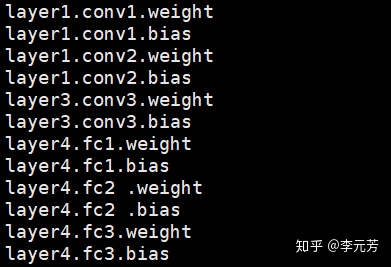 layer1.conv1.weight
layer1.conv1.bias
layer1.conv2.weight
layer1.conv2.bias
layer3.conv3.weight
layer3.conv3.bias
layer4.fc1.weight
layer4.fc1.bias
layer4.fc2 .weight
layer4.fc2 .bias
layer4.fc3.weight
layer4.fc3.bias
知乎 @李元芳